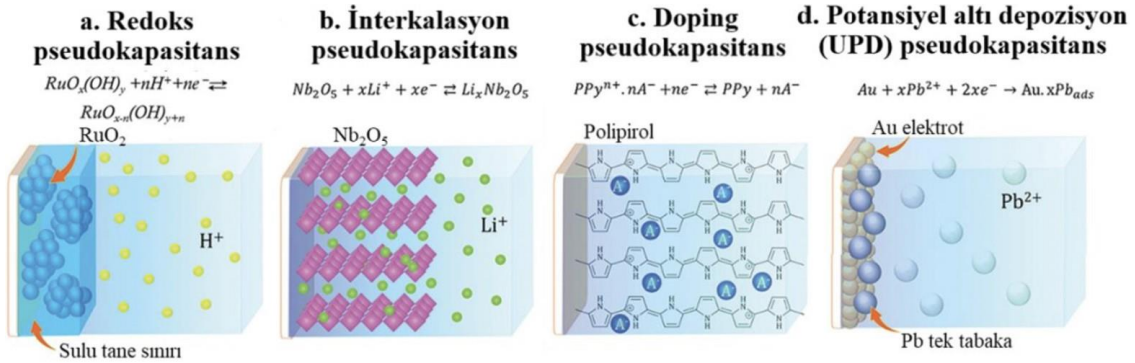 a. Redoks
pseudokapasitans
RuOₓ(OH)ᵧ +nH⁺+ne⁻⇌
RuOₓ₋ₙ(OH)ᵧ₊ₙ
RuO₂
H⁺
Sulu tane sınırı
b. İnterkalasyon
pseudokapasitans
Nb₂O₅ + xLi⁺ + xe⁻ ⇌ LiₓNb₂O₅
Nb₂O₅
Li⁺
c. Doping
pseudokapasitans
PPyⁿ⁺.nA⁻ +ne⁻ ⇌ PPy + nA⁻
Polipirol
H
N
A⁻
d. Potansiyel altı depozisyon
(UPD) pseudokapasitans
Au + xPb²⁺ + 2xe⁻ → Au.xPb_ads
Au elektrot
Pb²⁺
Pb tek tabaka